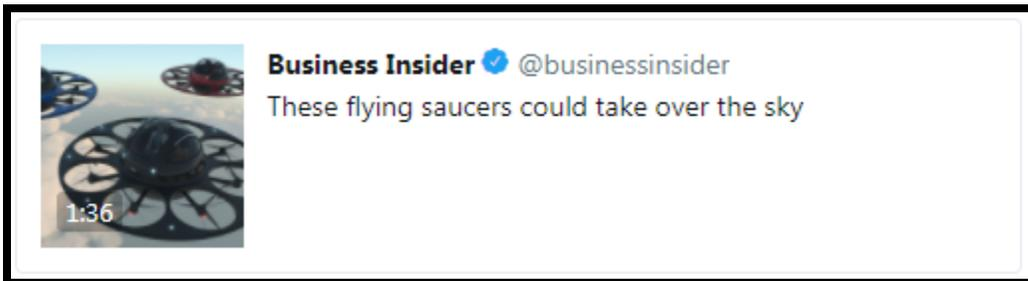 Business Insider @businessinsider
These flying saucers could take over the sky
1:36